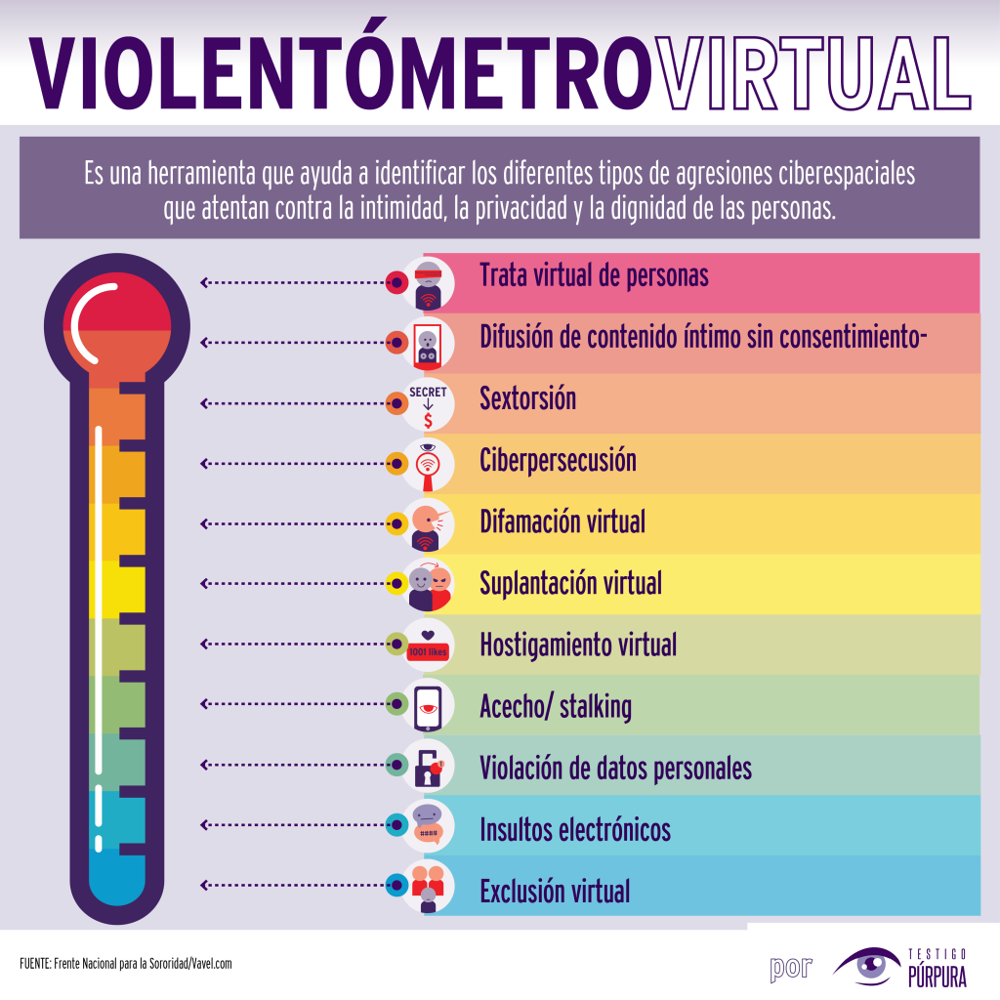 VIOLENTÓMETROVIRTUAL
Es una herramienta que ayuda a identificar los diferentes tipos de agresiones ciberespaciales
que atentan contra la intimidad, la privacidad y la dignidad de las personas.
Trata virtual de personas
Difusión de contenido íntimo sin consentimiento-
SECRET
$
Sextorsión
Ciberpersecusión
Difamación virtual
Suplantación virtual
1001 likes
Hostigamiento virtual
Acecho/ stalking
!
Violación de datos personales
####
Insultos electrónicos
Exclusión virtual
FUENTE: Frente Nacional para la Sororidad/Vavel.com
por
TESTIGO
PÚRPURA